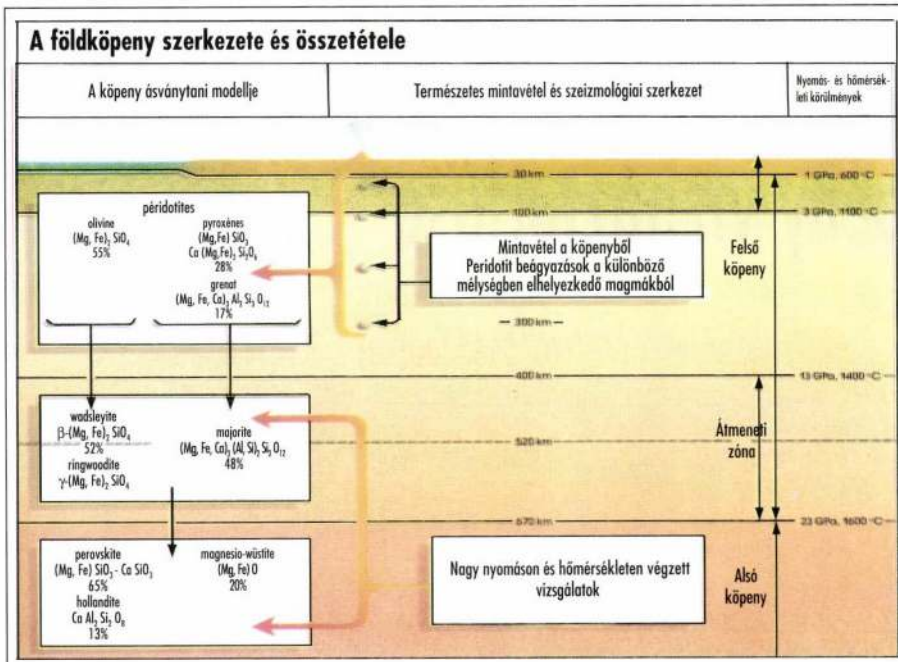 A földköpeny szerkezete és összetétele
A köpeny ásványtani modellje
Természetes mintavétel és szeizmológiai szerkezet
Nyomás- és hőmérsék-
leti körülmények
30 km
1 GPa, 600 °C
100 km
3 GPa, 1100 °C
péridotites
olivine
(Mg, Fe)₂ SiO₄
55%
pyroxènes
(Mg,Fe) SiO₃
Ca (Mg,Fe)₂ Si₂O₆
28%
grenat
(Mg, Fe, Ca)₃ Al₂ Si₃ O₁₂
17%
Mintavétel a köpenyből
Peridotit beágyazások a különböző
mélységben elhelyezkedő magmákból
Felső
köpeny
300 km
400 km
13 GPa, 1400 °C
wadsleyite
β-(Mg, Fe)₂ SiO₄
52%
ringwoodite
γ-(Mg, Fe)₂ SiO₄
majorite
(Mg, Fe, Ca)₃ (Al, Si)₂ Si₃ O₁₂
48%
520 km
Átmeneti
zóna
670 km
23 GPa, 1600 °C
perovskite
(Mg, Fe) SiO₃ - Ca SiO₃
65%
hollandite
Ca Al₂ Si₂ O₈
13%
magnesio-wüstite
(Mg, Fe) O
20%
Nagy nyomáson és hőmérsékleten végzett
vizsgálatok
Alsó
köpeny